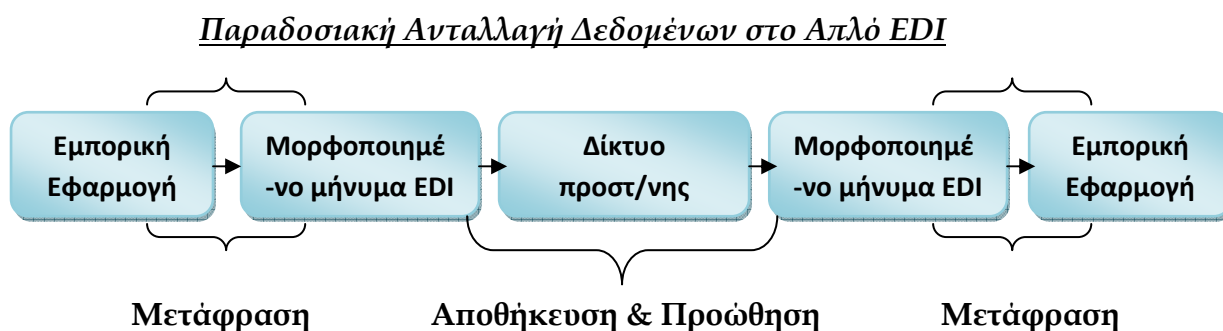 Παραδοσιακή Ανταλλαγή Δεδομένων στο Απλό EDI
Εμπορική
Εφαρμογή
Μορφοποιημέ
-νο μήνυμα EDI
Δίκτυο
προστ/νης
Μορφοποιημέ
-νο μήνυμα EDI
Εμπορική
Εφαρμογή
Μετάφραση
Αποθήκευση & Προώθηση
Μετάφραση